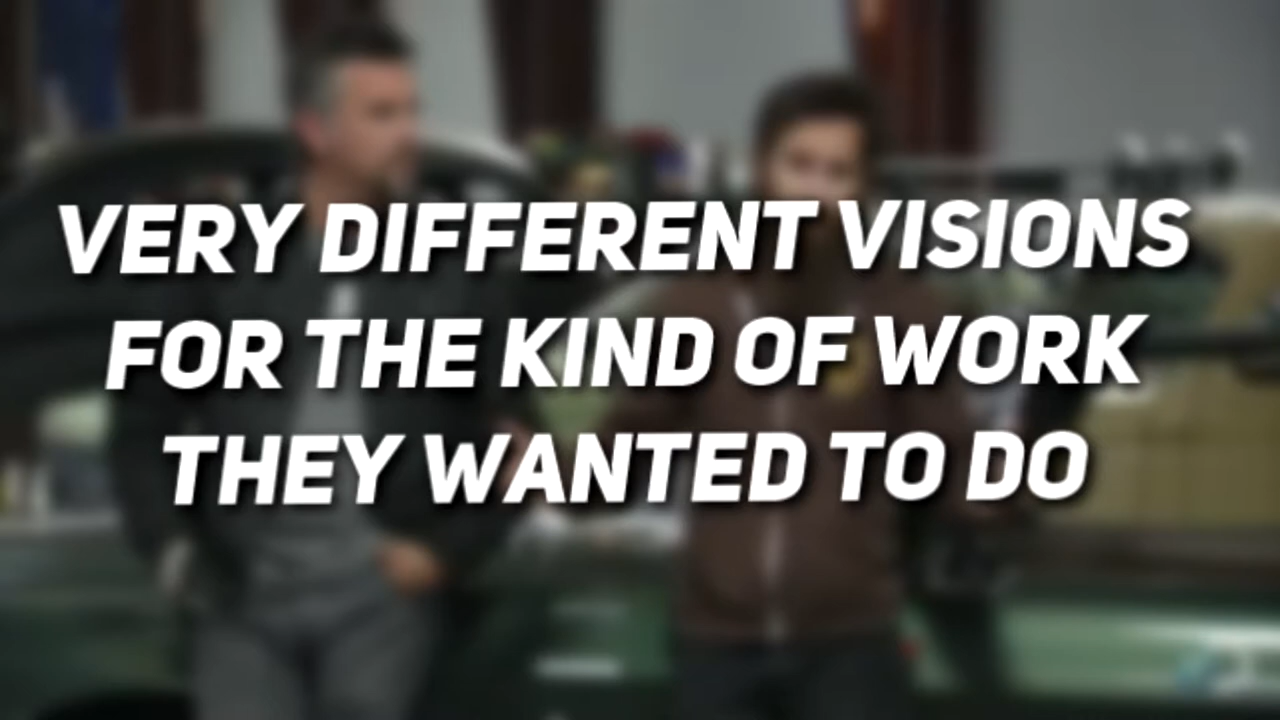 VERY DIFFERENT VISIONS
FOR THE KIND OF WORK
THEY WANTED TO DO